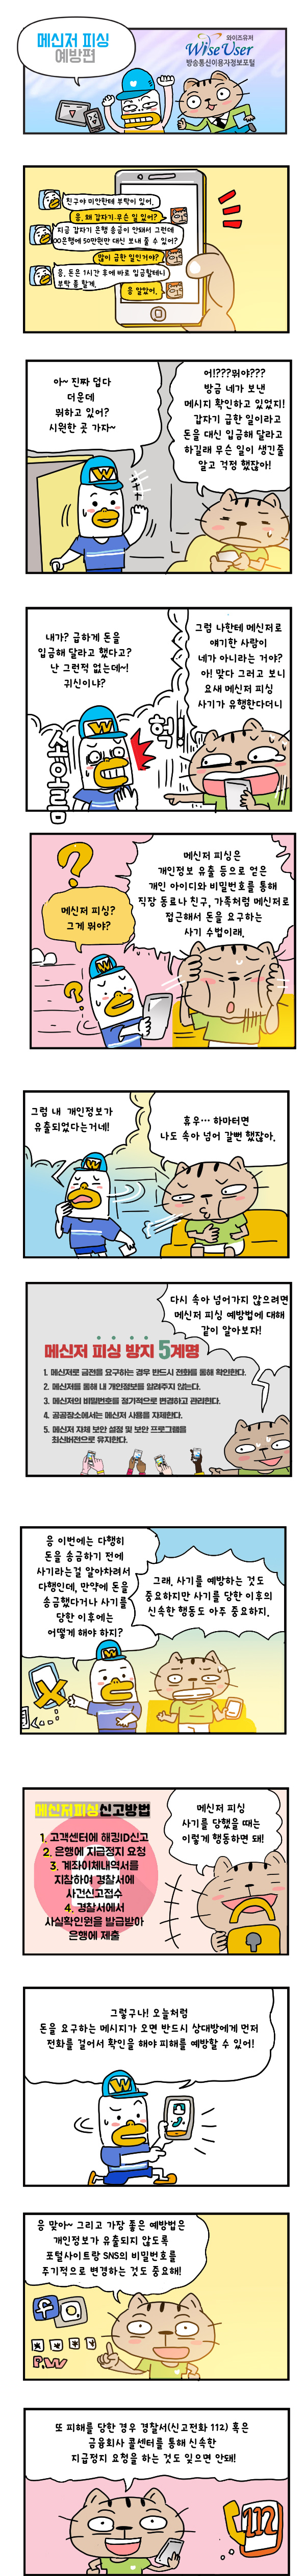 메신저 피싱
예방편
와이즈유저
Wise User
방송통신이용자정보포털
친구야 미안한데 부탁이 있어.
응, 왜 갑자기 무슨 일 있어?
지금 갑자기 은행 송금이 안돼서 그런데
OO은행에 50만원만 대신 보내 줄 수 있어?
많이 급한 일인거야?
응, 돈은 1시간 후에 바로 입금할테니
부탁 좀 할게.
응 알았어.
아~ 진짜 덥다
더운데
뭐하고 있어?
시원한 곳 가자~
어!???뭐야???
방금 네가 보낸
메시지 확인하고 있었지!
갑자기 급한 일이라고
돈을 대신 입금해 달라고
하길래 무슨 일이 생긴줄
알고 걱정 했잖아!
내가? 급하게 돈을
입금해 달라고 했다고?
난 그런적 없는데~!
귀신이냐?
그럼 나한테 메신저로
얘기한 사람이
네가 아니라는 거야?
아! 맞다 그러고 보니
요새 메신저 피싱
사기가 유행한다더니
헉!
소오름
메신저 피싱?
그게 뭐야?
메신저 피싱은
개인정보 유출 등으로 얻은
개인 아이디와 비밀번호를 통해
직장 동료나 친구, 가족처럼 메신저로
접근해서 돈을 요구하는
사기 수법이래.
그럼 내 개인정보가
유출되었다는거네!
휴우… 하마터면
나도 속아 넘어 갈뻔 했잖아.
다시 속아 넘어가지 않으려면
메신저 피싱 예방법에 대해
같이 알아보자!
메신저 피싱 방지 5계명
1. 메신저로 금전을 요구하는 경우 반드시 전화를 통해 확인한다.
2. 메신저를 통해 내 개인정보를 알려주지 않는다.
3. 메신저의 비밀번호를 정기적으로 변경하고 관리한다.
4. 공공장소에서는 메신저 사용을 자제한다.
5. 메신저 자체 보안 설정 및 보안 프로그램을
최신버전으로 유지한다.
응 이번에는 다행히
돈을 송금하기 전에
사기라는걸 알아차려서
다행인데, 만약에 돈을
송금했다거나 사기를
당한 이후에는
어떻게 해야 하지?
그래, 사기를 예방하는 것도
중요하지만 사기를 당한 이후의
신속한 행동도 아주 중요하지.
메신저피싱신고방법
1. 고객센터에 해킹ID신고
2. 은행에 지급정지 요청
3. 계좌이체내역서를
지참하여 경찰서에
사건신고접수
4. 경찰서에서
사실확인원을 발급받아
은행에 제출
메신저 피싱
사기를 당했을 때는
이렇게 행동하면 돼!
그렇구나! 오늘처럼
돈을 요구하는 메시지가 오면 반드시 상대방에게 먼저
전화를 걸어서 확인을 해야 피해를 예방할 수 있어!
응 맞아~ 그리고 가장 좋은 예방법은
개인정보가 유출되지 않도록
포털사이트랑 SNS의 비밀번호를
주기적으로 변경하는 것도 중요해!
P.W
또 피해를 당한 경우 경찰서(신고전화 112) 혹은
금융회사 콜센터를 통해 신속한
지급정지 요청을 하는 것도 잊으면 안돼!
112